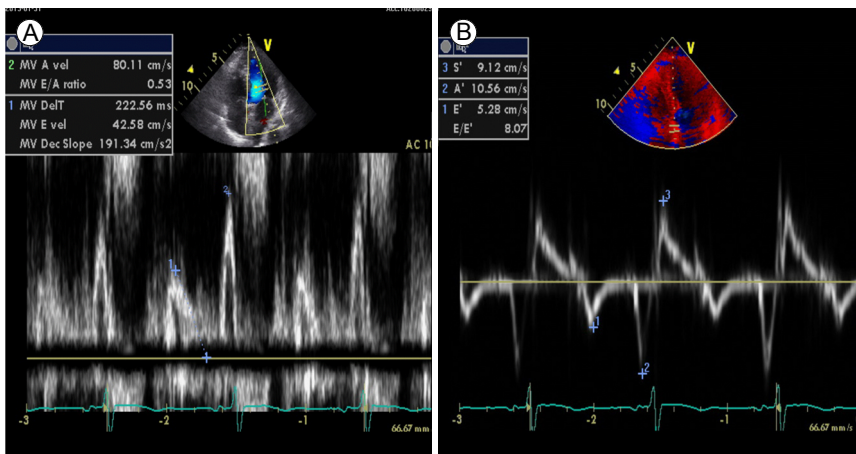 A
V
2 MV A vel 80.11 cm/s
MV E/A ratio 0.53
1 MV DelT 222.56 ms
MV E vel 42.58 cm/s
MV Dec Slope 191.34 cm/s2
5
10
AC 10
2
1
-3
-2
-1
66.67 mm
B
V
3 S' 9.12 cm/s
2 A' 10.56 cm/s
1 E' 5.28 cm/s
E/E' 8.07
5
10
3
1
2
-3
-2
-1
66.67 mm/s